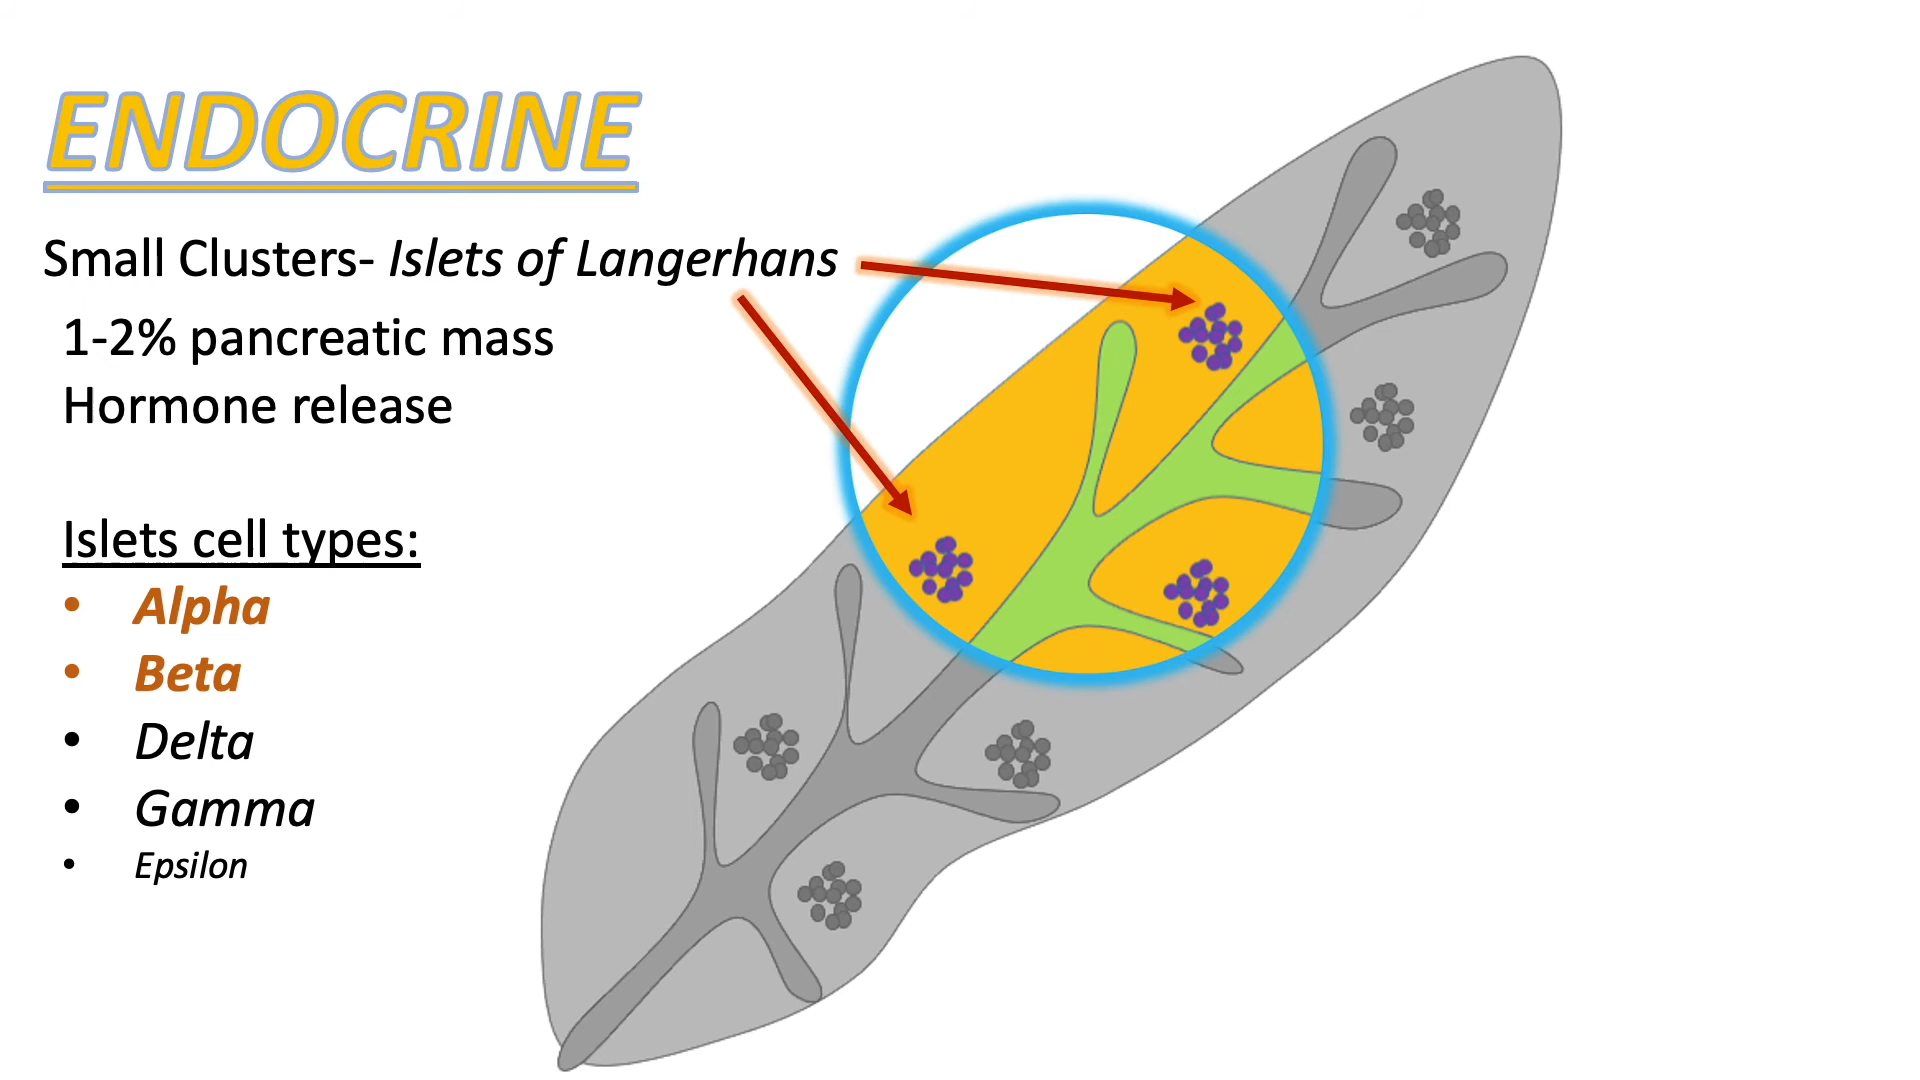 ENDOCRINE
Small Clusters- Islets of Langerhans
1-2% pancreatic mass
Hormone release
Islets cell types:
• Alpha
• Beta
• Delta
• Gamma
• Epsilon